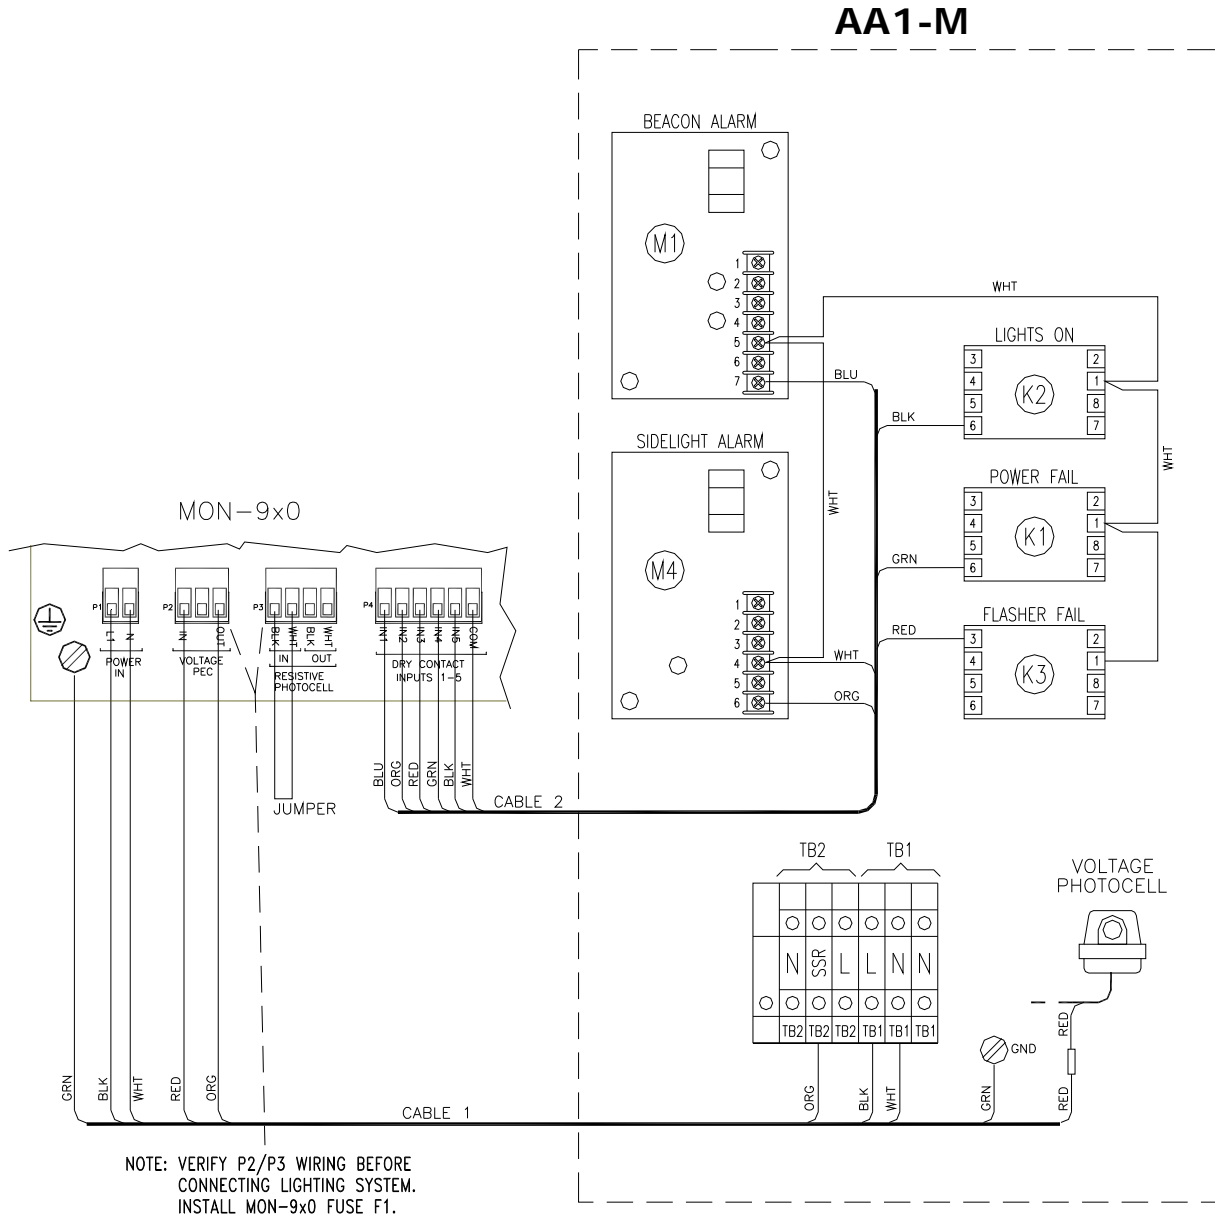 AA1-M
BEACON ALARM
M1
1
2
3
4
5
6
7
WHT
BLU
LIGHTS ON
3 2
4 1
5 8
6 7
K2
BLK
WHT
SIDELIGHT ALARM
M4
1
2
3
4
5
6
WHT
WHT
ORG
POWER FAIL
3 2
4 1
5 8
6 7
K1
GRN
FLASHER FAIL
3 2
4 1
5 8
6 7
K3
RED
MON-9x0
P1 P2 P3 P4
L1 N IN OUT BLK WHT BLK WHT IN1 IN2 IN3 IN4 IN5 COM
POWER
IN
VOLTAGE
PEC
IN OUT
RESISTIVE
PHOTOCELL
DRY CONTACT
INPUTS 1-5
BLU ORG RED GRN BLK WHT
JUMPER
CABLE 2
TB2 TB1
N SSR L L N N
TB2 TB2 TB2 TB1 TB1 TB1
VOLTAGE
PHOTOCELL
RED
GND
GRN BLK WHT RED ORG
CABLE 1
ORG BLK WHT GRN RED
NOTE: VERIFY P2/P3 WIRING BEFORE
CONNECTING LIGHTING SYSTEM.
INSTALL MON-9x0 FUSE F1.